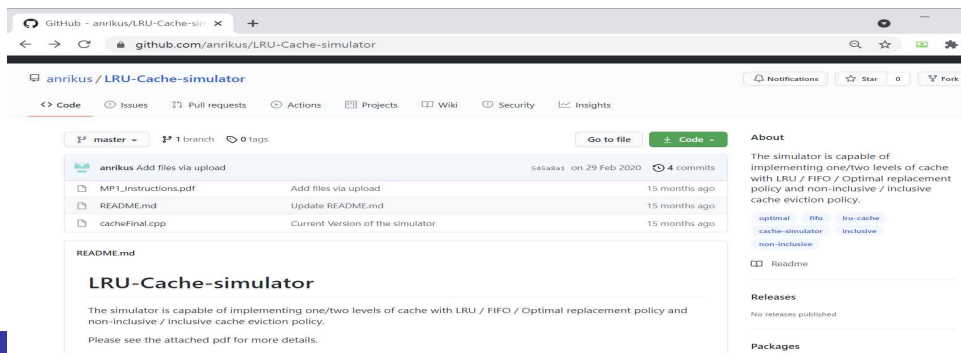 GitHub - anrikus/LRU-Cache-sim
github.com/anrikus/LRU-Cache-simulator
anrikus / LRU-Cache-simulator
Notifications Star 0 Fork
<> Code Issues Pull requests Actions Projects Wiki Security Insights
master 1 branch 0 tags Go to file Code
anrikus Add files via upload 545a8a1 on 29 Feb 2020 4 commits
MP1_Instructions.pdf Add files via upload 15 months ago
README.md Update README.md 15 months ago
cacheFinal.cpp Current Version of the simulator 15 months ago
README.md
LRU-Cache-simulator
The simulator is capable of implementing one/two levels of cache with LRU / FIFO / Optimal replacement policy and
non-inclusive / inclusive cache eviction policy.
Please see the attached pdf for more details.
About
The simulator is capable of
implementing one/two levels of cache
with LRU / FIFO / Optimal replacement
policy and non-inclusive / inclusive
cache eviction policy.
optimal fifo lru-cache
cache-simulator inclusive
non-inclusive
Readme
Releases
No releases published
Packages